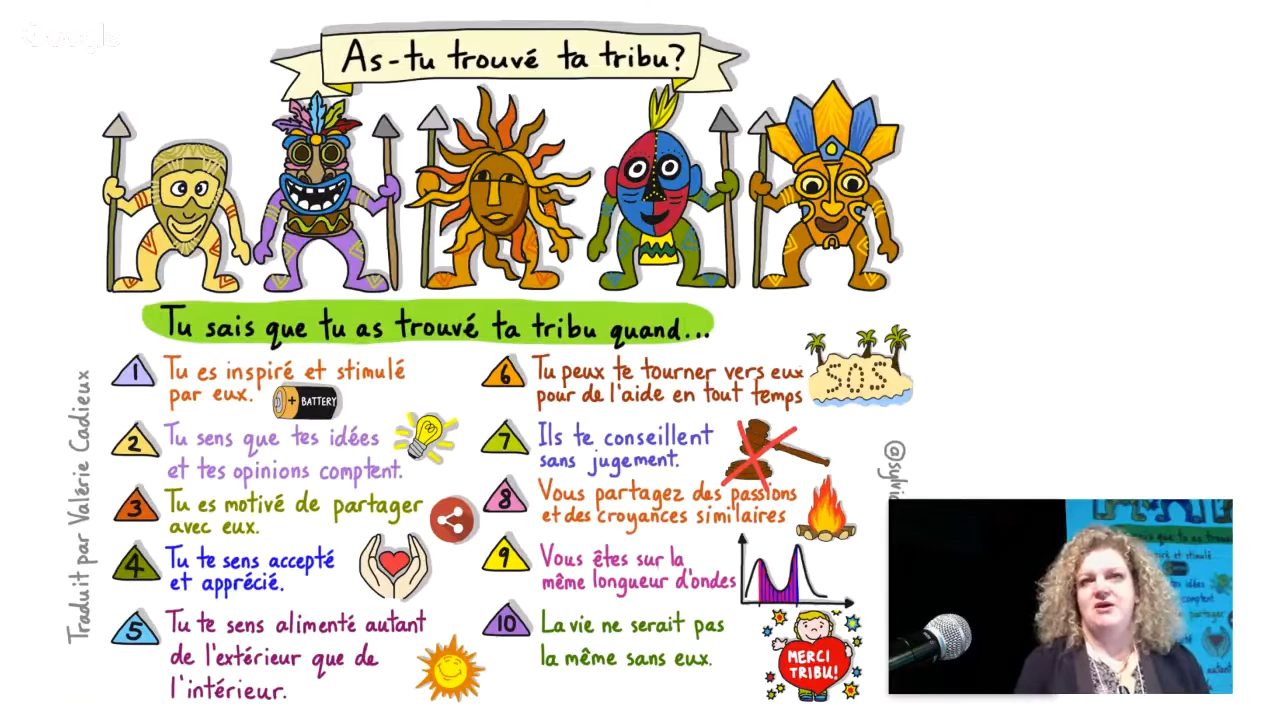 Google
As-tu trouvé ta tribu?
Tu sais que tu as trouvé ta tribu quand...
1 Tu es inspiré et stimulé
par eux.
+ BATTERY
2 Tu sens que tes idées
et tes opinions comptent.
3 Tu es motivé de partager
avec eux.
4 Tu te sens accepté
et apprécié.
5 Tu te sens alimenté autant
de l'extérieur que de
l'intérieur.
6 Tu peux te tourner vers eux
pour de l'aide en tout temps
SOS
7 Ils te conseillent
sans jugement.
8 Vous partagez des passions
et des croyances similaires
9 Vous êtes sur la
même longueur d'ondes
10 La vie ne serait pas
la même sans eux.
MERCI
TRIBU!
Traduit par Valérie Cadieux